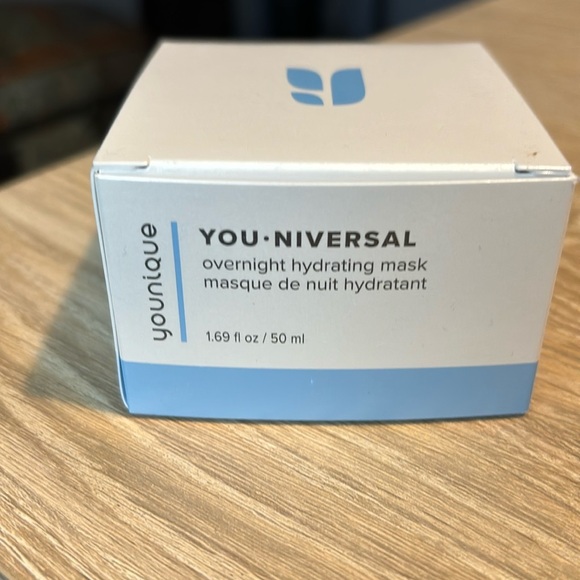 younique
YOU·NIVERSAL
overnight hydrating mask
masque de nuit hydratant
1.69 fl oz / 50 ml